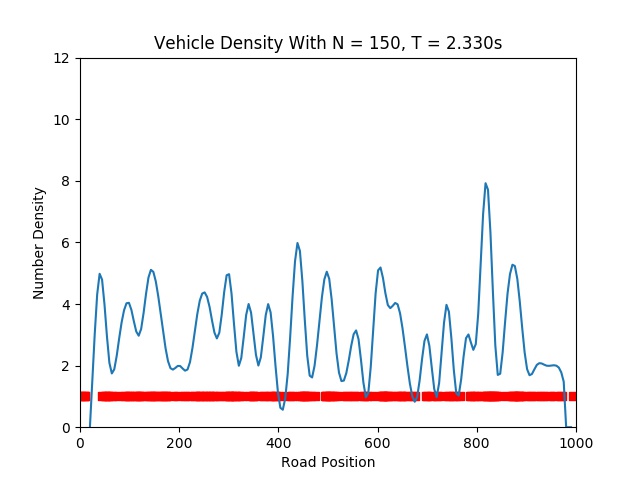 Vehicle Density With N = 150, T = 2.330s
12
10
8
6
4
2
0
Number Density
0 200 400 600 800 1000
Road Position